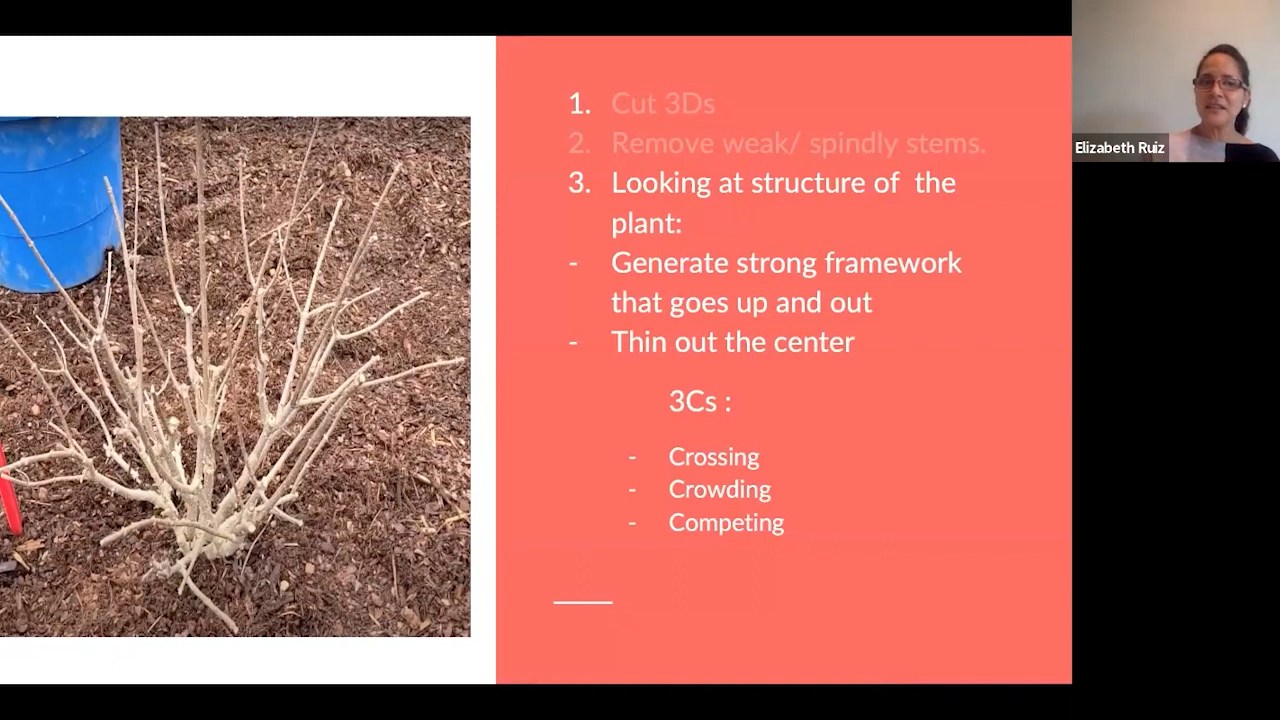 1. Cut 3Ds
2. Remove weak/ spindly stems.
3. Looking at structure of the
plant:
- Generate strong framework
that goes up and out
- Thin out the center
3Cs :
- Crossing
- Crowding
- Competing
Elizabeth Ruiz